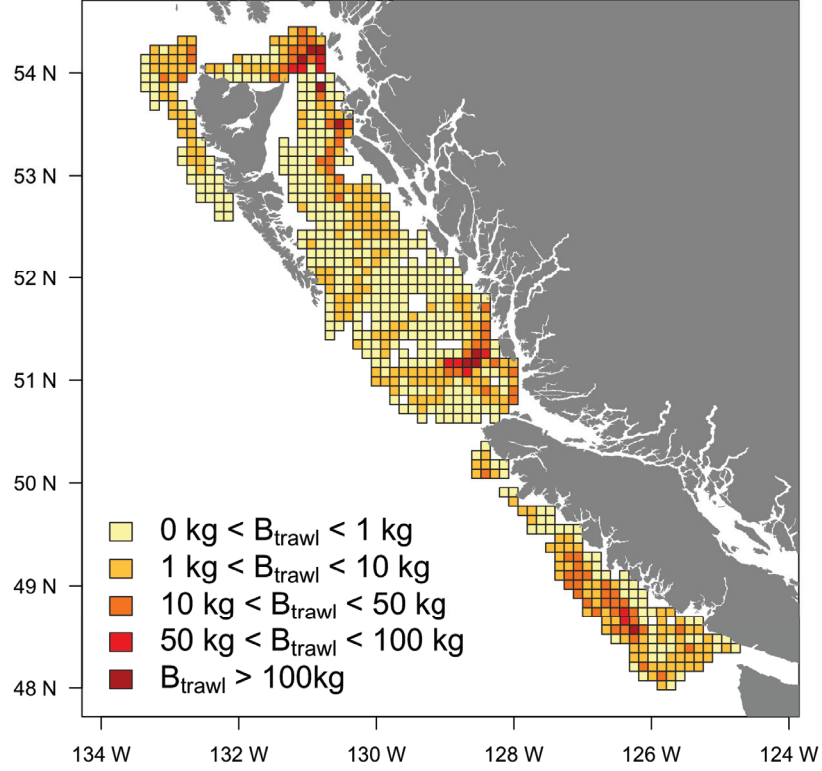 54 N
53 N
52 N
51 N
50 N
49 N
48 N
0 kg < Btrawl < 1 kg
1 kg < Btrawl < 10 kg
10 kg < Btrawl < 50 kg
50 kg < Btrawl < 100 kg
Btrawl > 100kg
134 W 132 W 130 W 128 W 126 W 124 W